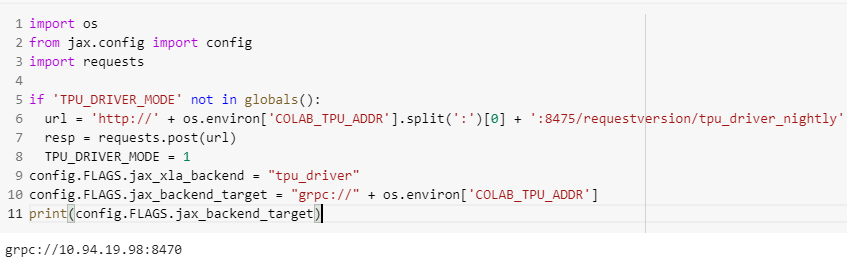 1 import os
2 from jax.config import config
3 import requests
4
5 if 'TPU_DRIVER_MODE' not in globals():
6   url = 'http://' + os.environ['COLAB_TPU_ADDR'].split(':')[0] + ':8475/requestversion/tpu_driver_nightly'
7   resp = requests.post(url)
8   TPU_DRIVER_MODE = 1
9 config.FLAGS.jax_xla_backend = "tpu_driver"
10 config.FLAGS.jax_backend_target = "grpc://" + os.environ['COLAB_TPU_ADDR']
11 print(config.FLAGS.jax_backend_target)
grpc://10.94.19.98:8470